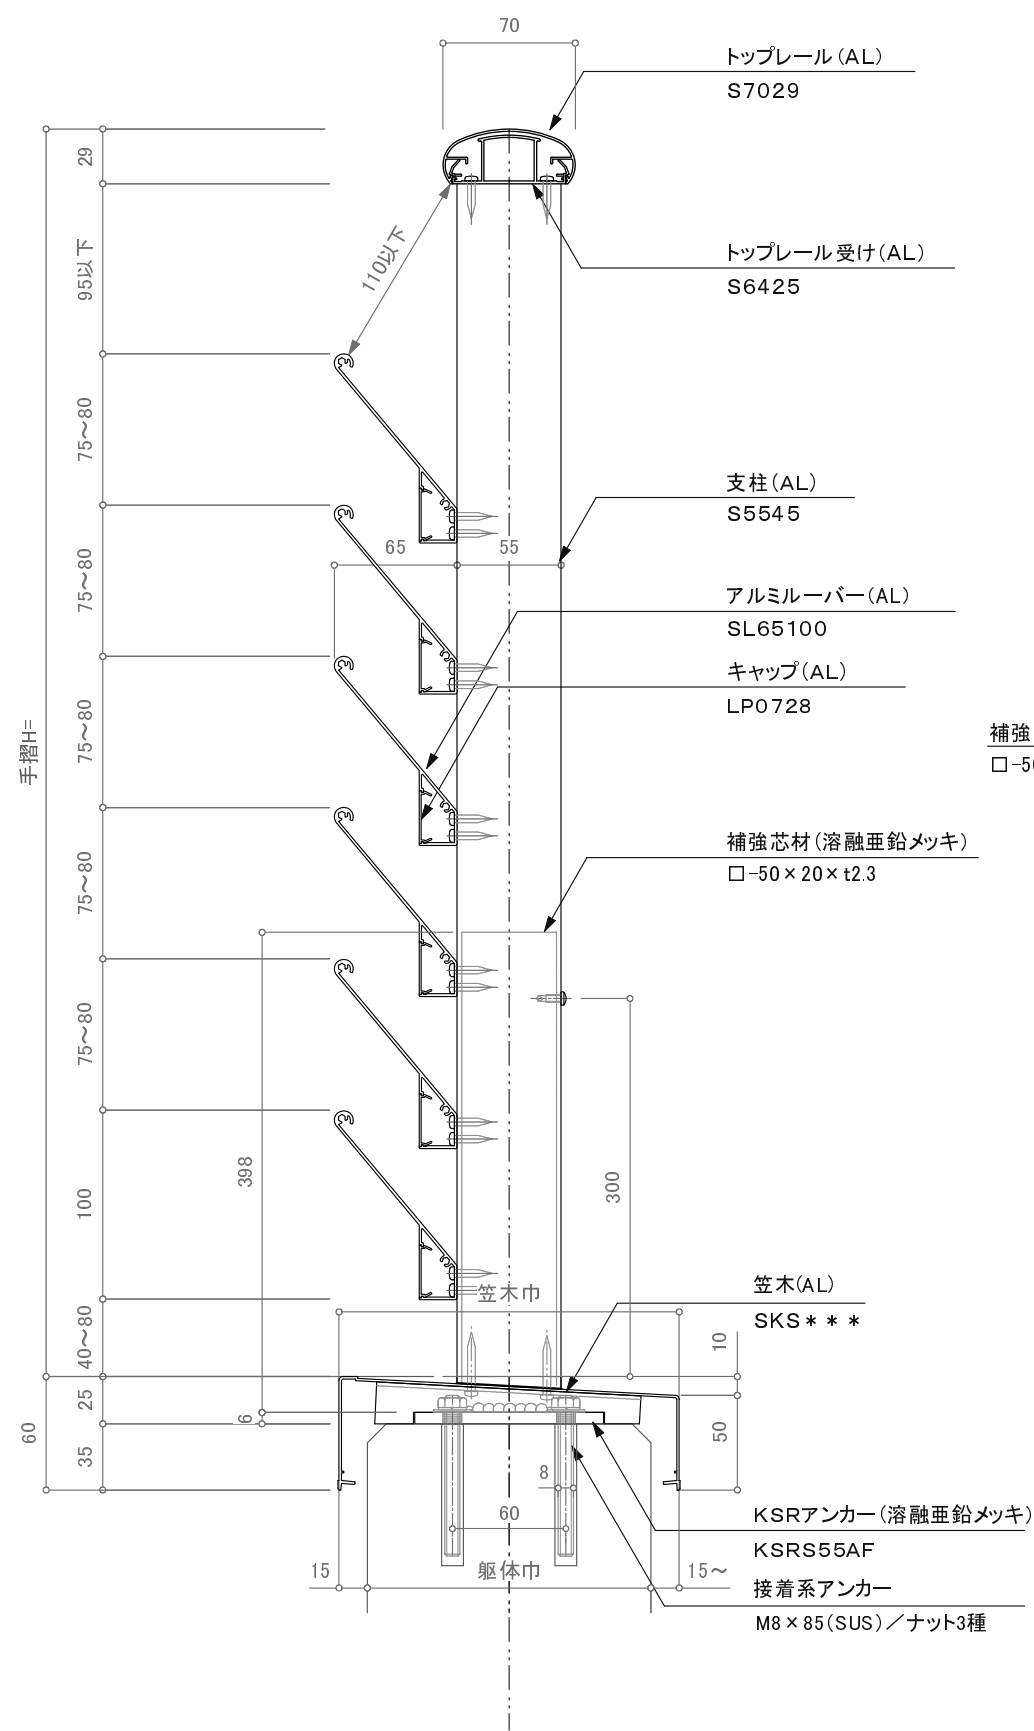 70
トップレール(AL)
S7029
29
95以下
110以下
トップレール受け(AL)
S6425
75〜80
支柱(AL)
S5545
65
55
75〜80
アルミルーバー(AL)
SL65100
キャップ(AL)
LP0728
75〜80
手摺H=
補強
□-50
補強芯材(溶融亜鉛メッキ)
□-50×20×t2.3
75〜80
75〜80
398
300
100
笠木巾
笠木(AL)
SKS***
40〜80
10
25
6
60
35
50
8
60
KSRアンカー(溶融亜鉛メッキ)
KSRS55AF
15
躯体巾
15〜
接着系アンカー
M8×85(SUS)/ナット3種